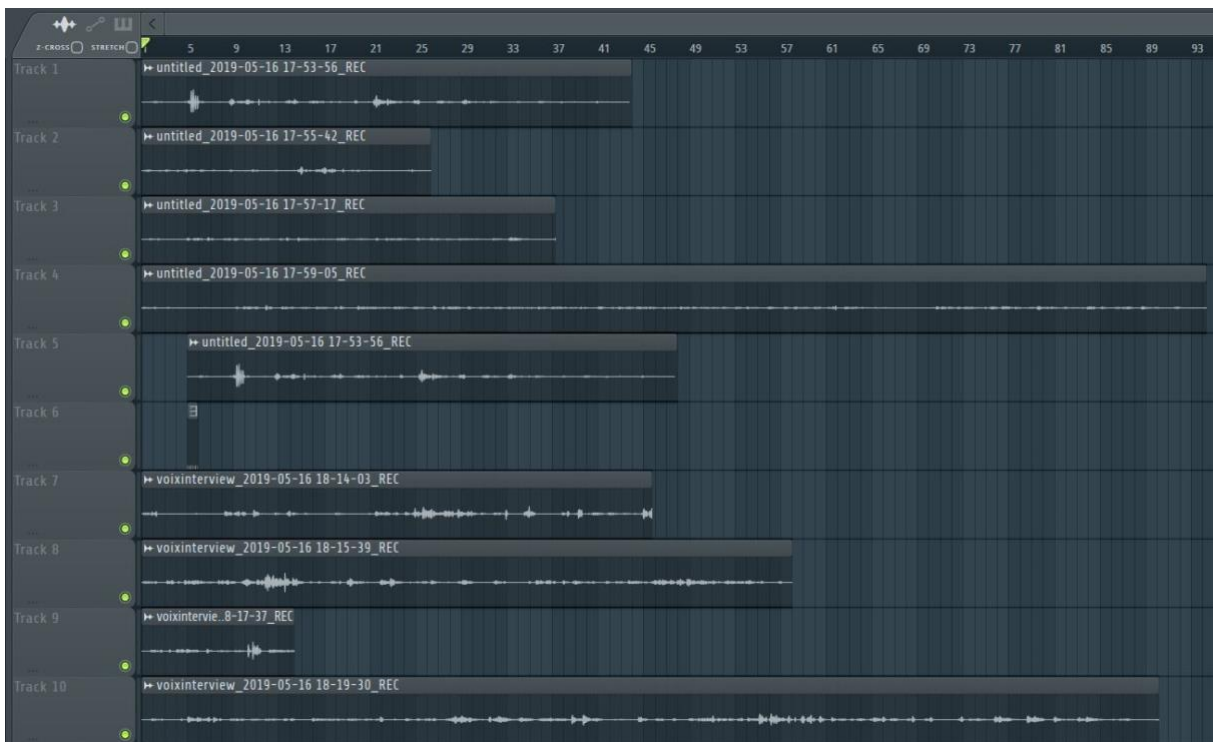 Z-CROSS STRETCH
5 9 13 17 21 25 29 33 37 41 45 49 53 57 61 65 69 73 77 81 85 89 93
Track 1
untitled_2019-05-16 17-53-56_REC
Track 2
untitled_2019-05-16 17-55-42_REC
Track 3
untitled_2019-05-16 17-57-17_REC
Track 4
untitled_2019-05-16 17-59-05_REC
Track 5
untitled_2019-05-16 17-53-56_REC
Track 6
Track 7
voixinterview_2019-05-16 18-14-03_REC
Track 8
voixinterview_2019-05-16 18-15-39_REC
Track 9
voixintervie..8-17-37_REC
Track 10
voixinterview_2019-05-16 18-19-30_REC